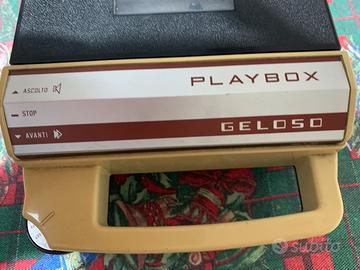 ASCOLTO
PLAYBOX
STOP
AVANTI
GELOSO
subito